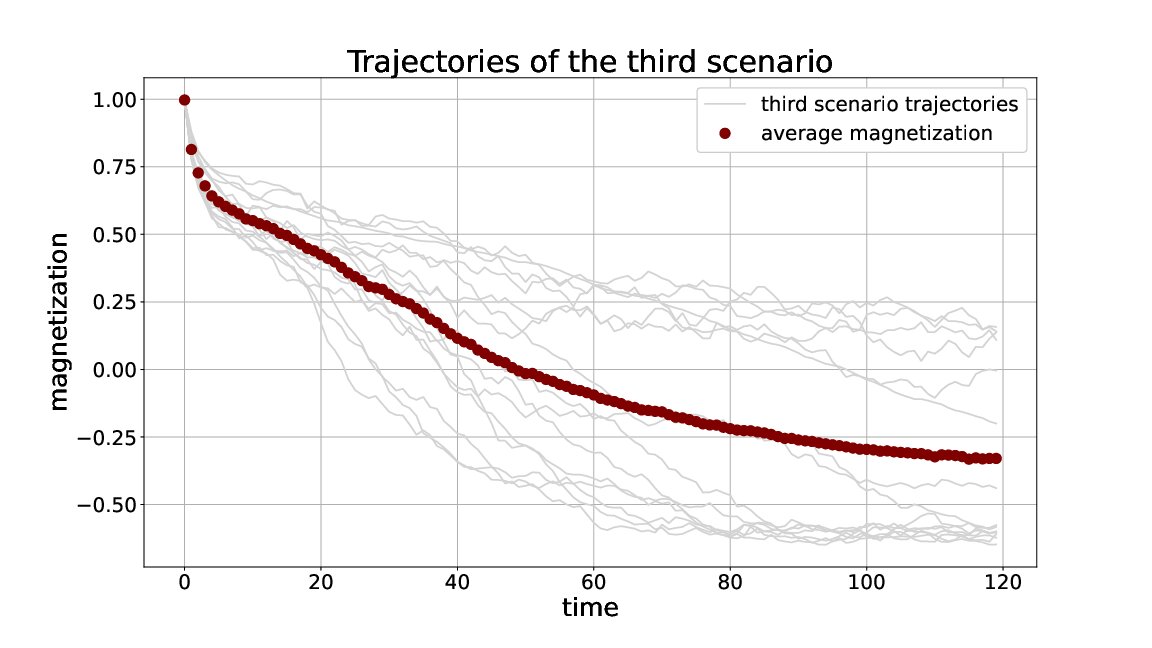 Trajectories of the third scenario
third scenario trajectories
average magnetization
magnetization
1.00
0.75
0.50
0.25
0.00
−0.25
−0.50
0 20 40 60 80 100 120
time